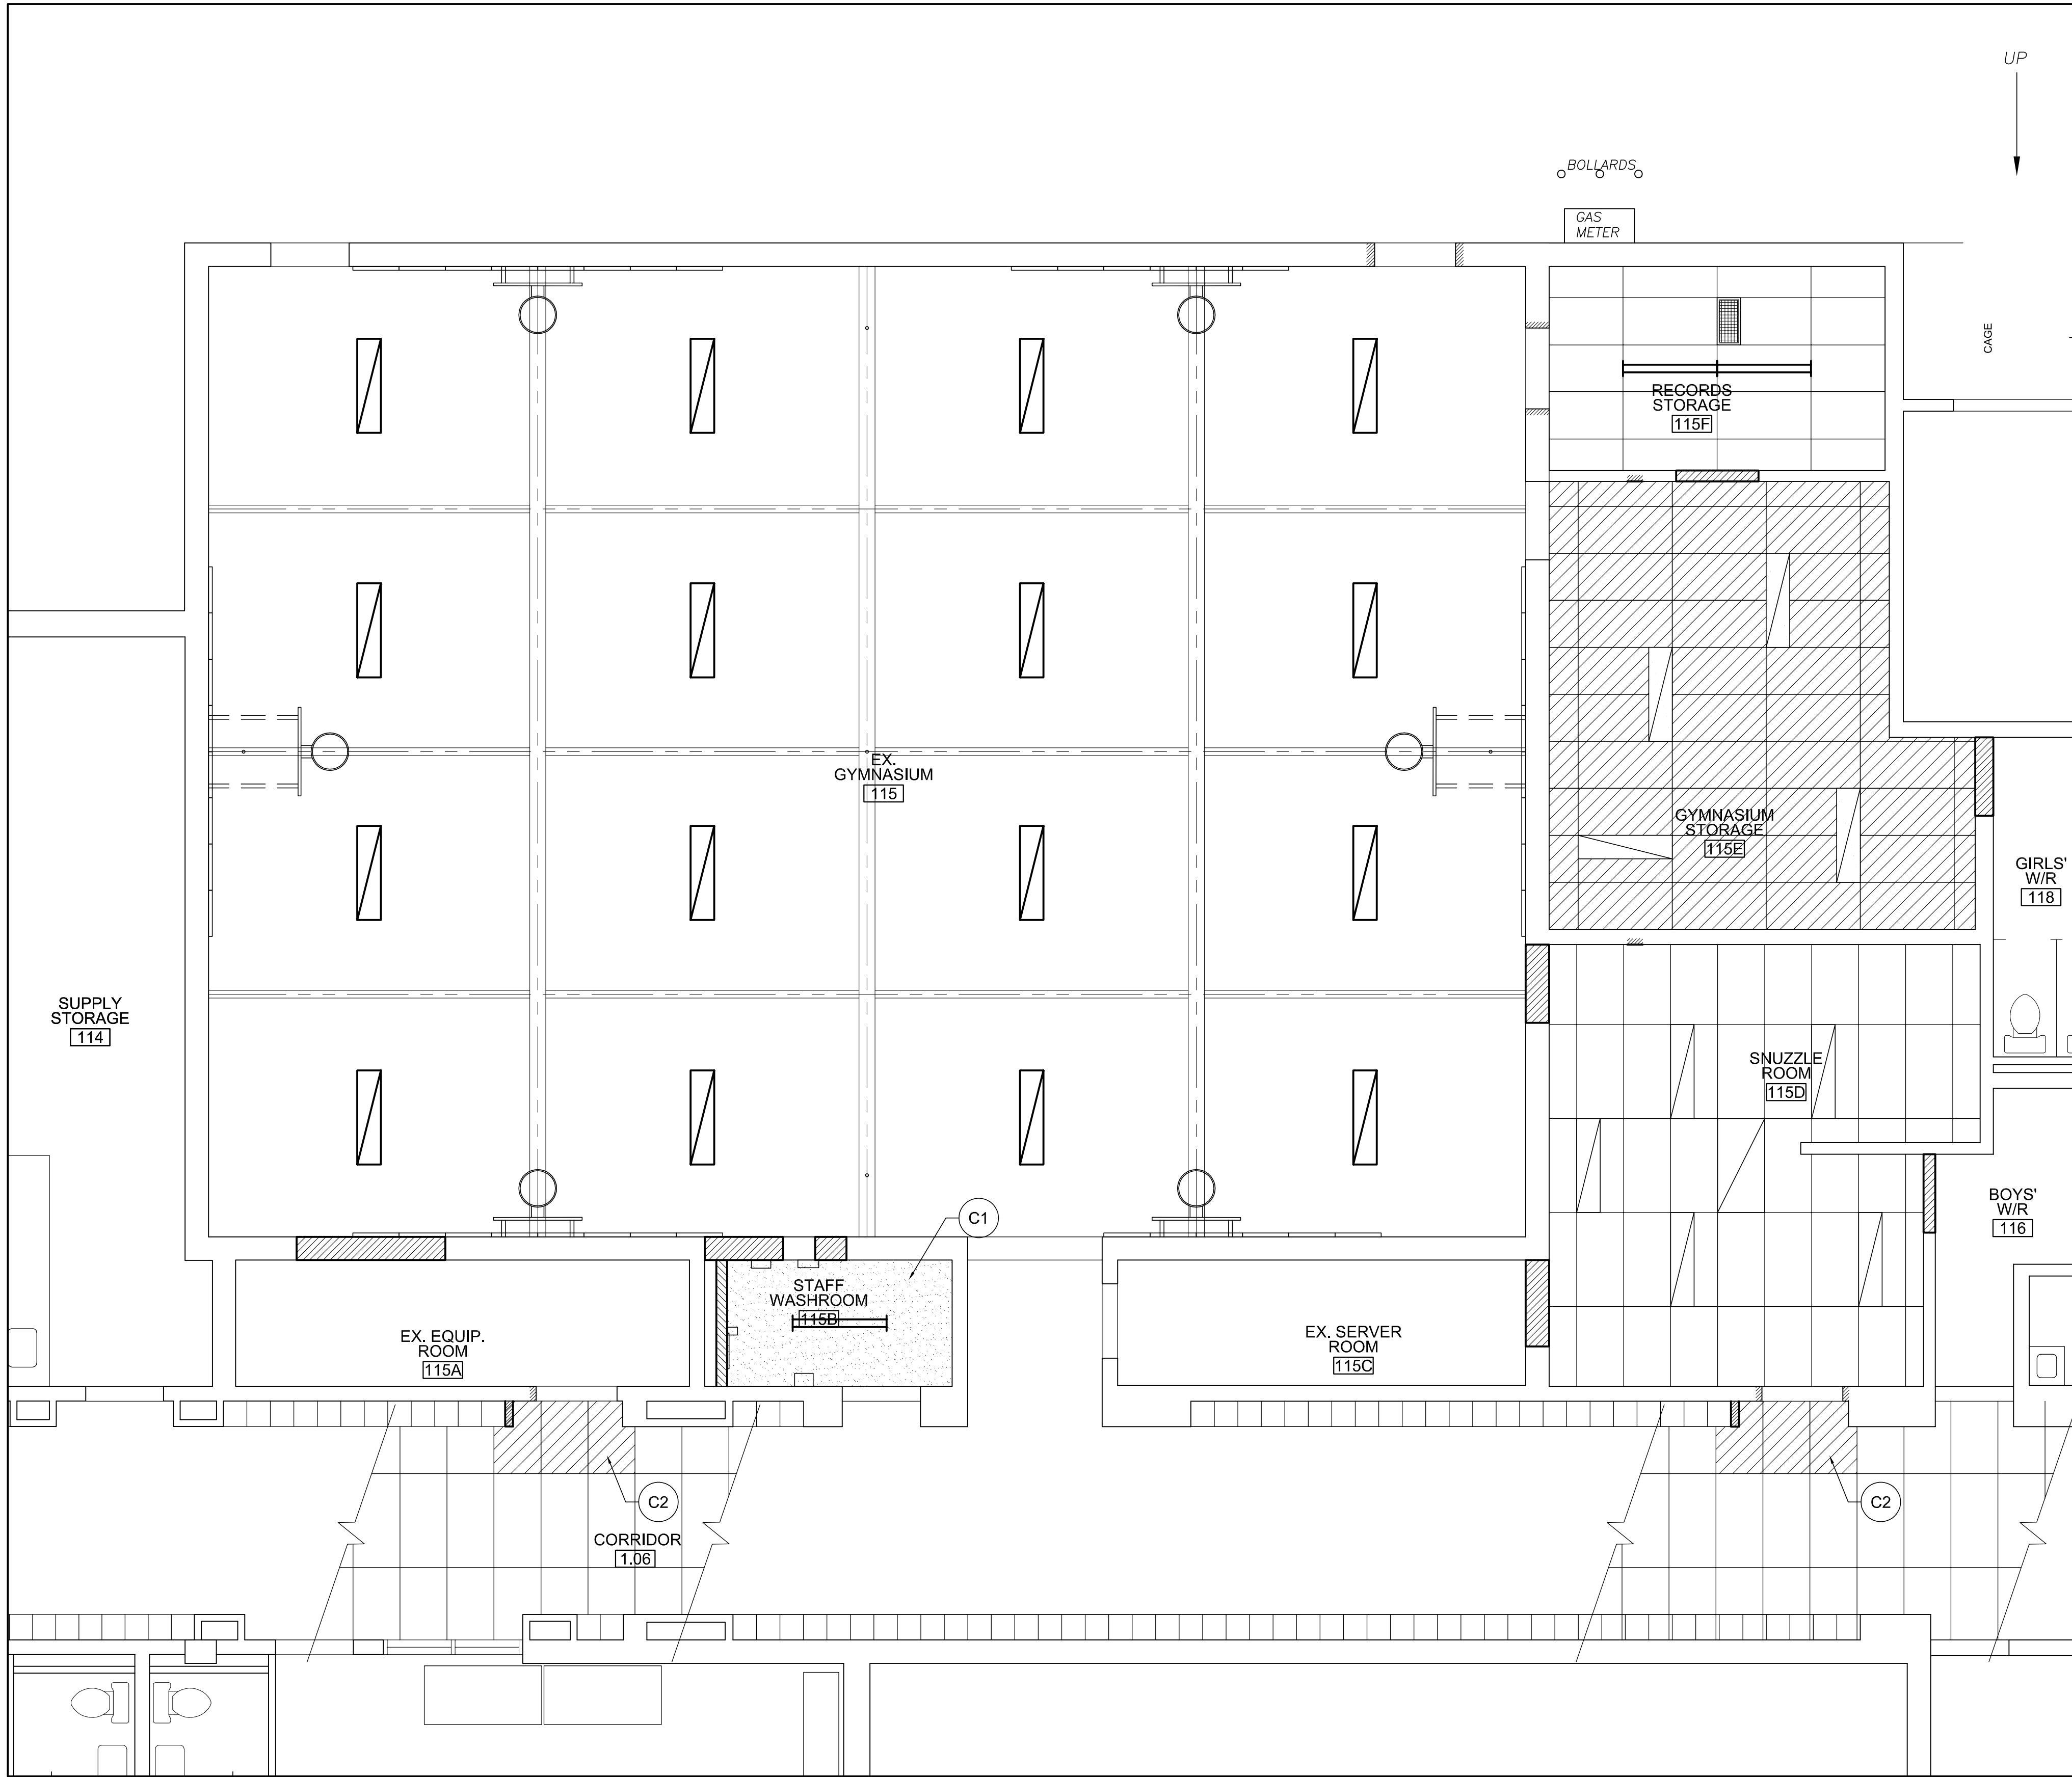 UP
BOLLARDS
GAS
METER
CAGE
RECORDS
STORAGE
115F
EX.
GYMNASIUM
115
GYMNASIUM
STORAGE
115E
GIRLS'
W/R
118
SUPPLY
STORAGE
114
SNUZZLE
ROOM
115D
BOYS'
W/R
116
C1
STAFF
WASHROOM
115B
EX. EQUIP.
ROOM
115A
EX. SERVER
ROOM
115C
C2
C2
CORRIDOR
1.06